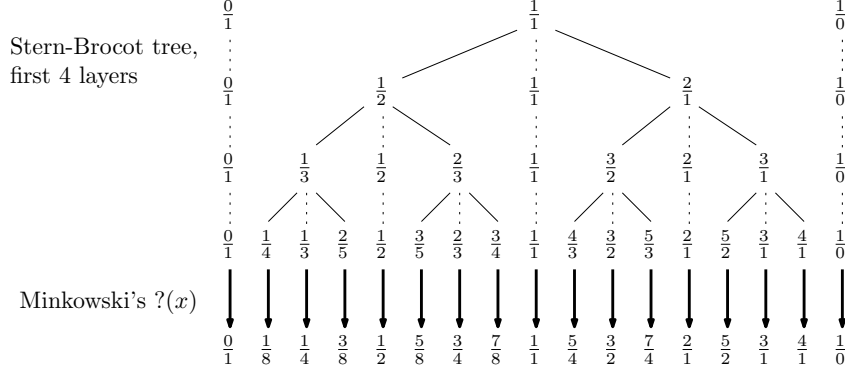 0/1 1/1 1/0
Stern-Brocot tree,
first 4 layers
0/1 1/2 1/1 2/1 1/0
0/1 1/3 1/2 2/3 1/1 3/2 2/1 3/1 1/0
0/1 1/4 1/3 2/5 1/2 3/5 2/3 3/4 1/1 4/3 3/2 5/3 2/1 5/2 3/1 4/1 1/0
Minkowski's ?(x)
0/1 1/8 1/4 3/8 1/2 5/8 3/4 7/8 1/1 5/4 3/2 7/4 2/1 5/2 3/1 4/1 1/0